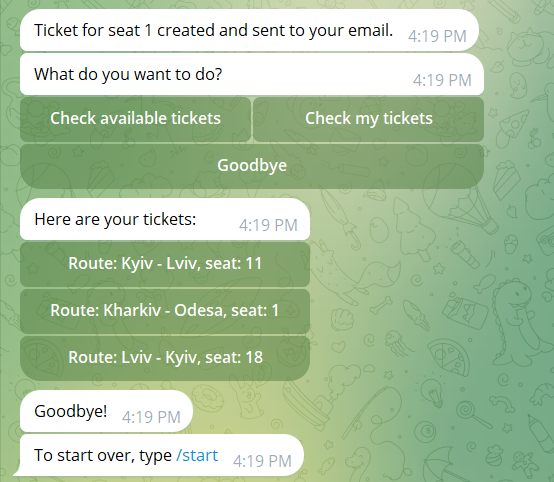 Ticket for seat 1 created and sent to your email. 4:19 PM
What do you want to do? 4:19 PM
Check available tickets
Check my tickets
Goodbye
Here are your tickets: 4:19 PM
Route: Kyiv - Lviv, seat: 11
Route: Kharkiv - Odesa, seat: 1
Route: Lviv - Kyiv, seat: 18
Goodbye! 4:19 PM
To start over, type /start 4:19 PM